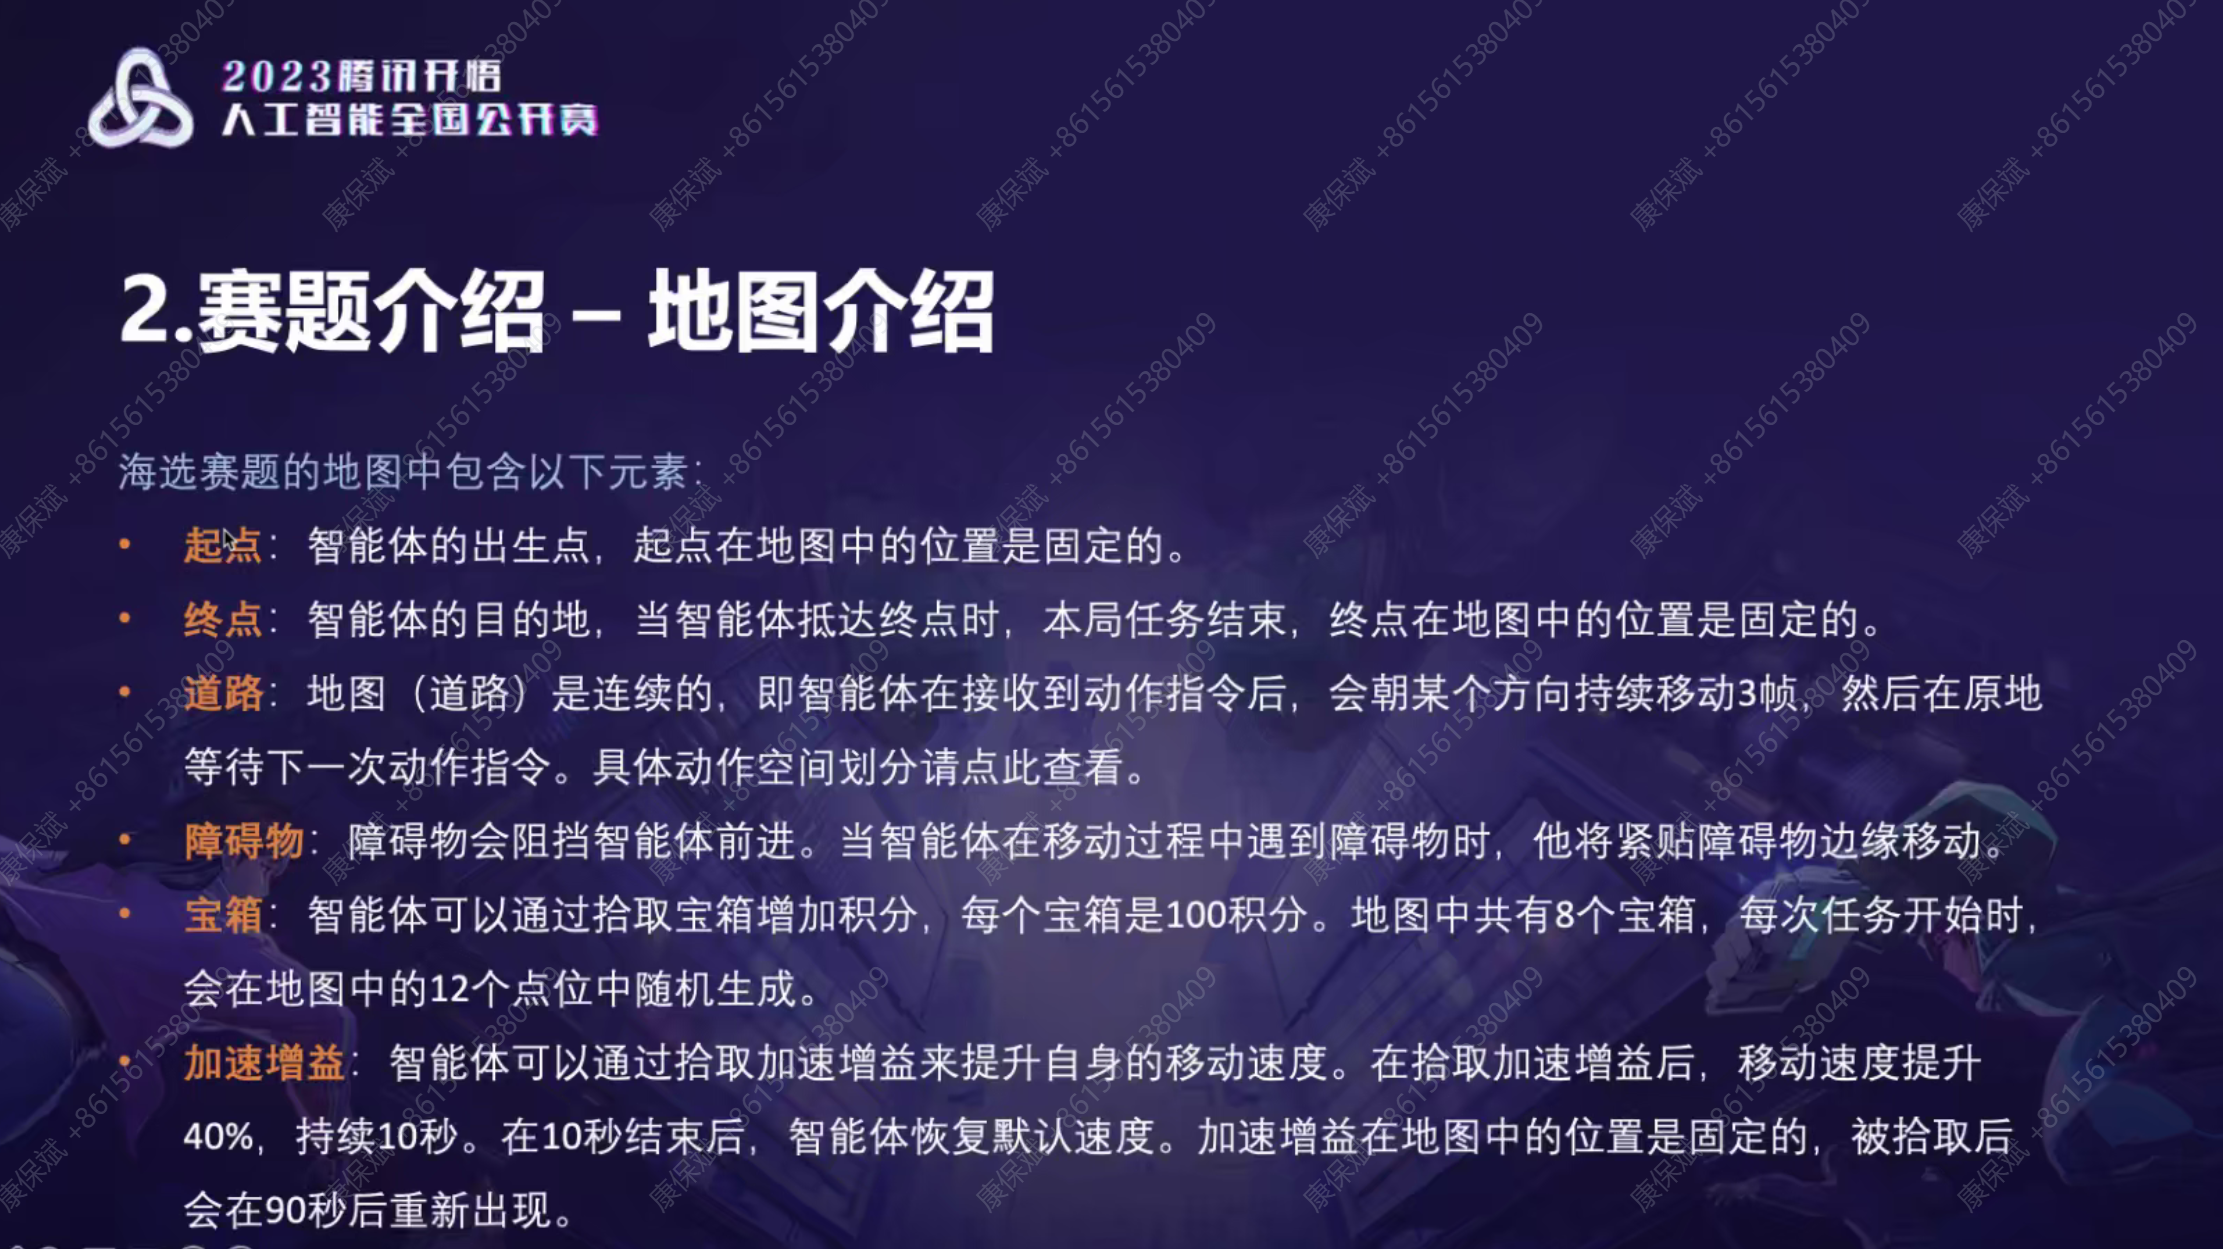 2023腾讯开悟
人工智能全国公开赛
2.赛题介绍 – 地图介绍
海选赛题的地图中包含以下元素：
• 起点：智能体的出生点，起点在地图中的位置是固定的。
• 终点：智能体的目的地，当智能体抵达终点时，本局任务结束，终点在地图中的位置是固定的。
• 道路：地图（道路）是连续的，即智能体在接收到动作指令后，会朝某个方向持续移动3帧，然后在原地
等待下一次动作指令。具体动作空间划分请点此查看。
• 障碍物：障碍物会阻挡智能体前进。当智能体在移动过程中遇到障碍物时，他将紧贴障碍物边缘移动。
• 宝箱：智能体可以通过拾取宝箱增加积分，每个宝箱是100积分。地图中共有8个宝箱，每次任务开始时，
会在地图中的12个点位中随机生成。
• 加速增益：智能体可以通过拾取加速增益来提升自身的移动速度。在拾取加速增益后，移动速度提升
40%，持续10秒。在10秒结束后，智能体恢复默认速度。加速增益在地图中的位置是固定的，被拾取后
会在90秒后重新出现。
康保斌 +8615615380409